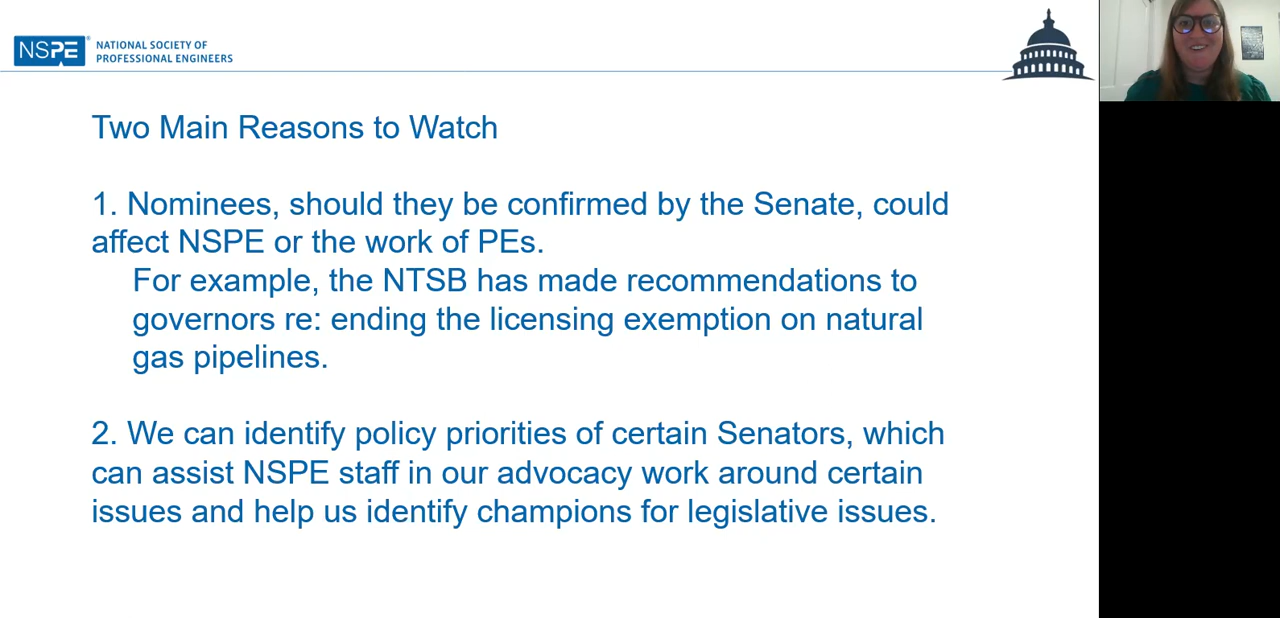 NSPE® NATIONAL SOCIETY OF
PROFESSIONAL ENGINEERS
Two Main Reasons to Watch
1. Nominees, should they be confirmed by the Senate, could
affect NSPE or the work of PEs.
For example, the NTSB has made recommendations to
governors re: ending the licensing exemption on natural
gas pipelines.
2. We can identify policy priorities of certain Senators, which
can assist NSPE staff in our advocacy work around certain
issues and help us identify champions for legislative issues.